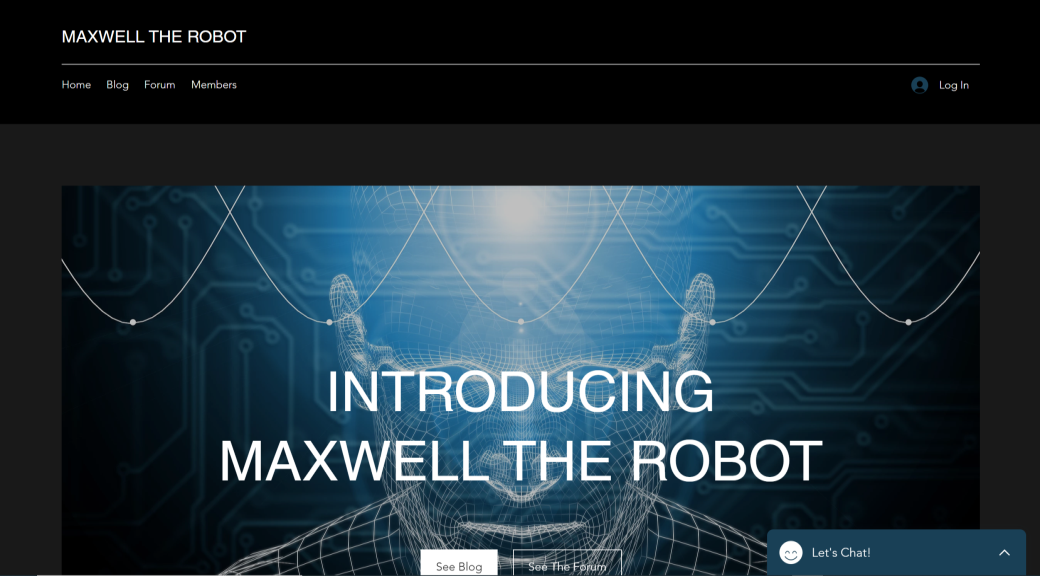 MAXWELL THE ROBOT
Home Blog Forum Members Log In
INTRODUCING
MAXWELL THE ROBOT
See Blog See The Forum
Let's Chat!